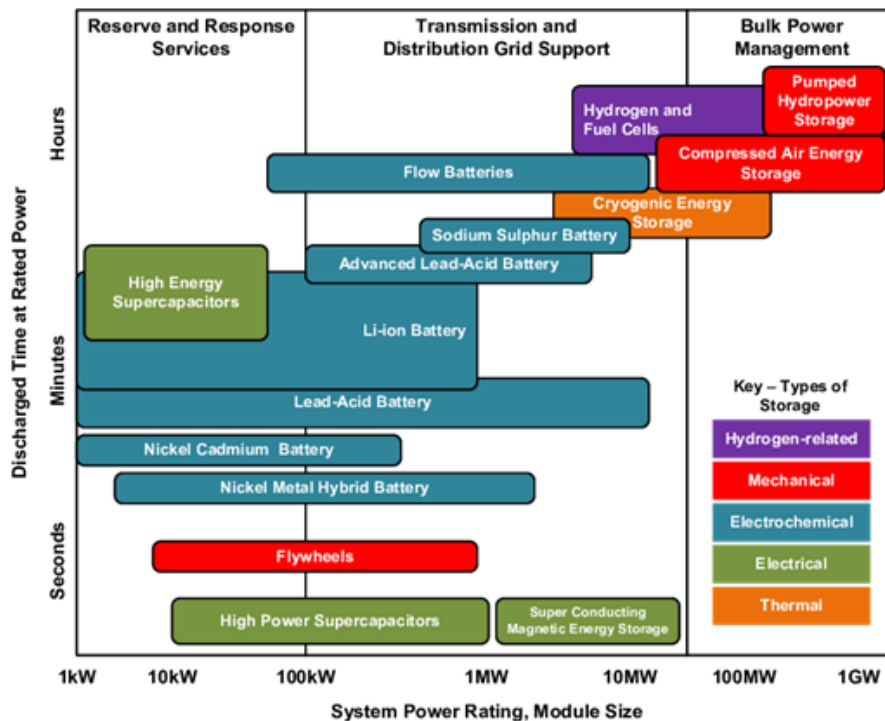 Reserve and Response
Services
Transmission and
Distribution Grid Support
Bulk Power
Management
Discharged Time at Rated Power
Hours
Minutes
Seconds
Pumped
Hydropower
Storage
Hydrogen and
Fuel Cells
Compressed Air Energy
Storage
Flow Batteries
Cryogenic Energy
Storage
Sodium Sulphur Battery
Advanced Lead-Acid Battery
High Energy
Supercapacitors
Li-ion Battery
Lead-Acid Battery
Nickel Cadmium Battery
Nickel Metal Hybrid Battery
Flywheels
High Power Supercapacitors
Super Conducting
Magnetic Energy Storage
Key – Types of
Storage
Hydrogen-related
Mechanical
Electrochemical
Electrical
Thermal
1kW 10kW 100kW 1MW 10MW 100MW 1GW
System Power Rating, Module Size